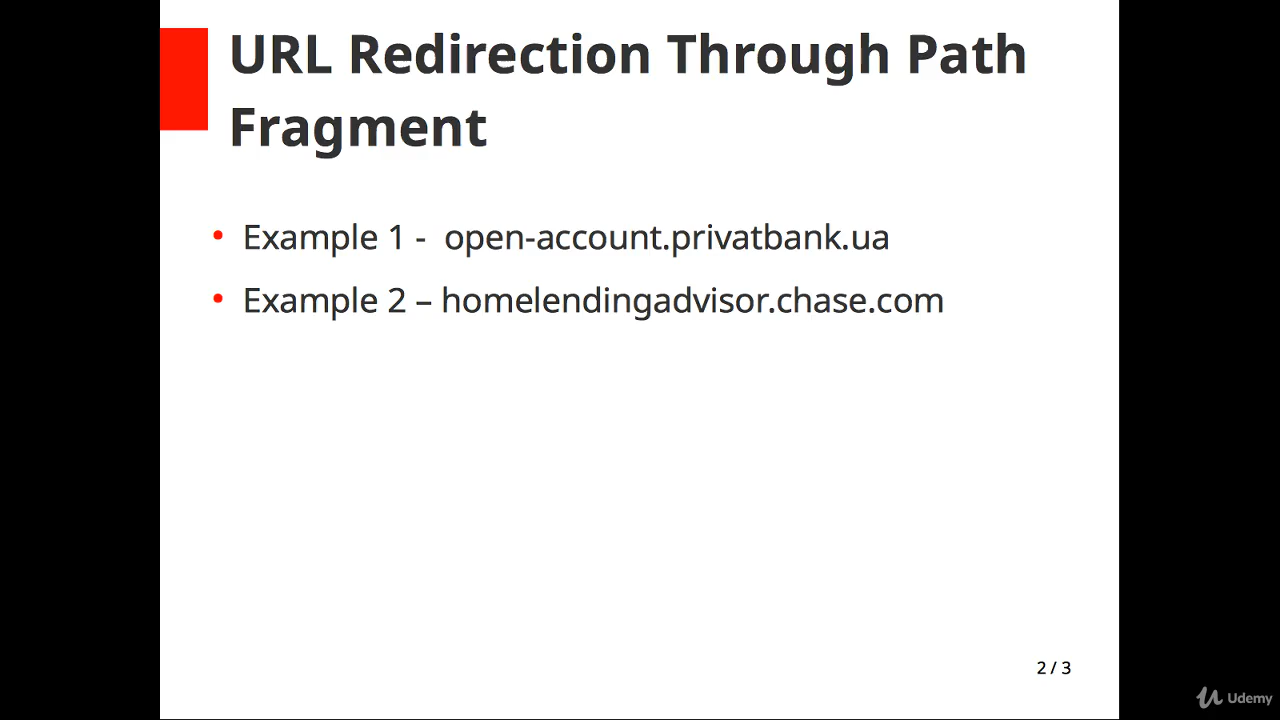 URL Redirection Through Path
Fragment
• Example 1 - open-account.privatbank.ua
• Example 2 – homelendingadvisor.chase.com
2 / 3
Udemy